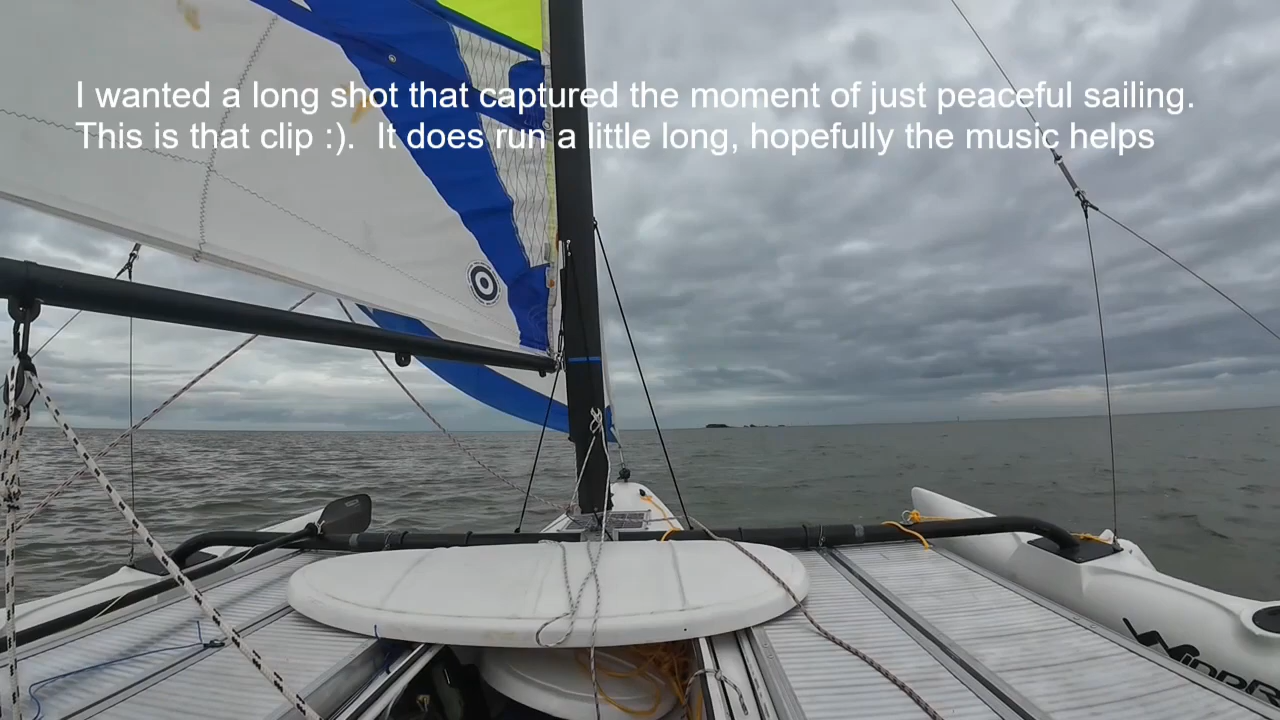 I wanted a long shot that captured the moment of just peaceful sailing.
This is that clip :).  It does run a little long, hopefully the music helps